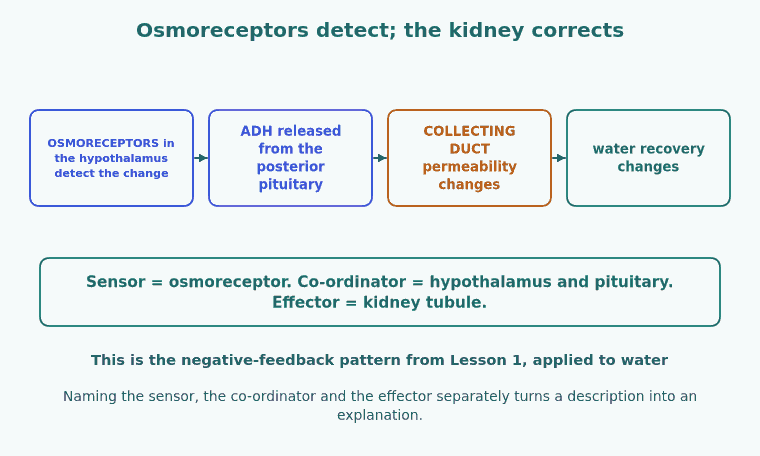 Osmoreceptors detect; the kidney corrects
OSMORECEPTORS in
the hypothalamus
detect the change
ADH released
from the
posterior
pituitary
COLLECTING
DUCT
permeability
changes
water recovery
changes
Sensor = osmoreceptor. Co-ordinator = hypothalamus and pituitary.
Effector = kidney tubule.
This is the negative-feedback pattern from Lesson 1, applied to water
Naming the sensor, the co-ordinator and the effector separately turns a description into an
explanation.